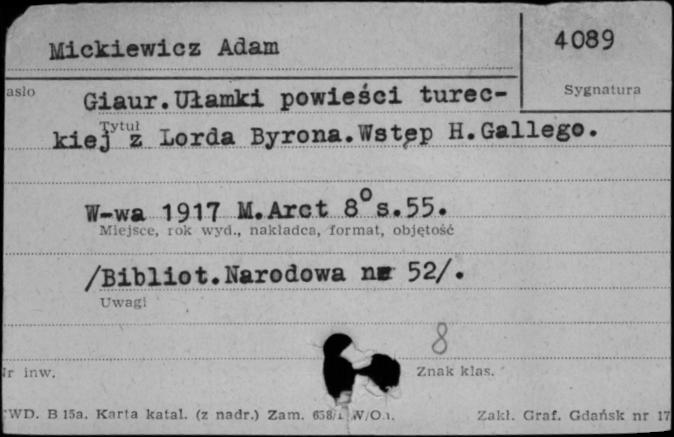 Mickiewicz Adam
4089
asło
Sygnatura
Giaur.Ułamki powieści turec-
Tytuł
kiej z Lorda Byrona.Wstęp H.Gallego.
W-wa 1917 M.Arct 8° s.55.
Miejsce, rok wyd., nakładca, format, objętość
/Bibliot.Narodowa nr 52/.
Uwagi
8
Nr inw.
Znak klas.
WD. B 15a. Karta katal. (z nadr.) Zam. Zakł. Graf. Gdańsk nr 17